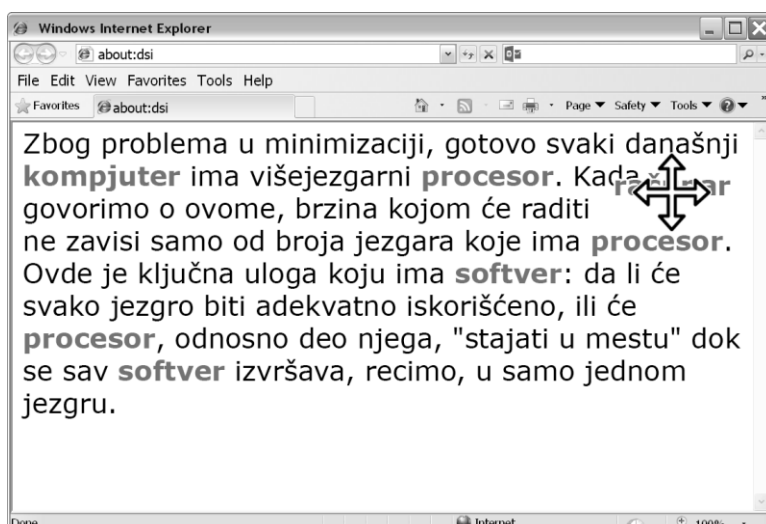 Windows Internet Explorer
about:dsi
File Edit View Favorites Tools Help
Favorites about:dsi Page Safety Tools
Zbog problema u minimizaciji, gotovo svaki današnji
kompjuter ima višejezgarni procesor. Kada
računar
govorimo o ovome, brzina kojom će raditi
ne zavisi samo od broja jezgara koje ima procesor.
Ovde je ključna uloga koju ima softver: da li će
svako jezgro biti adekvatno iskorišćeno, ili će
procesor, odnosno deo njega, "stajati u mestu" dok
se sav softver izvršava, recimo, u samo jednom
jezgru.
Done Internet 100%